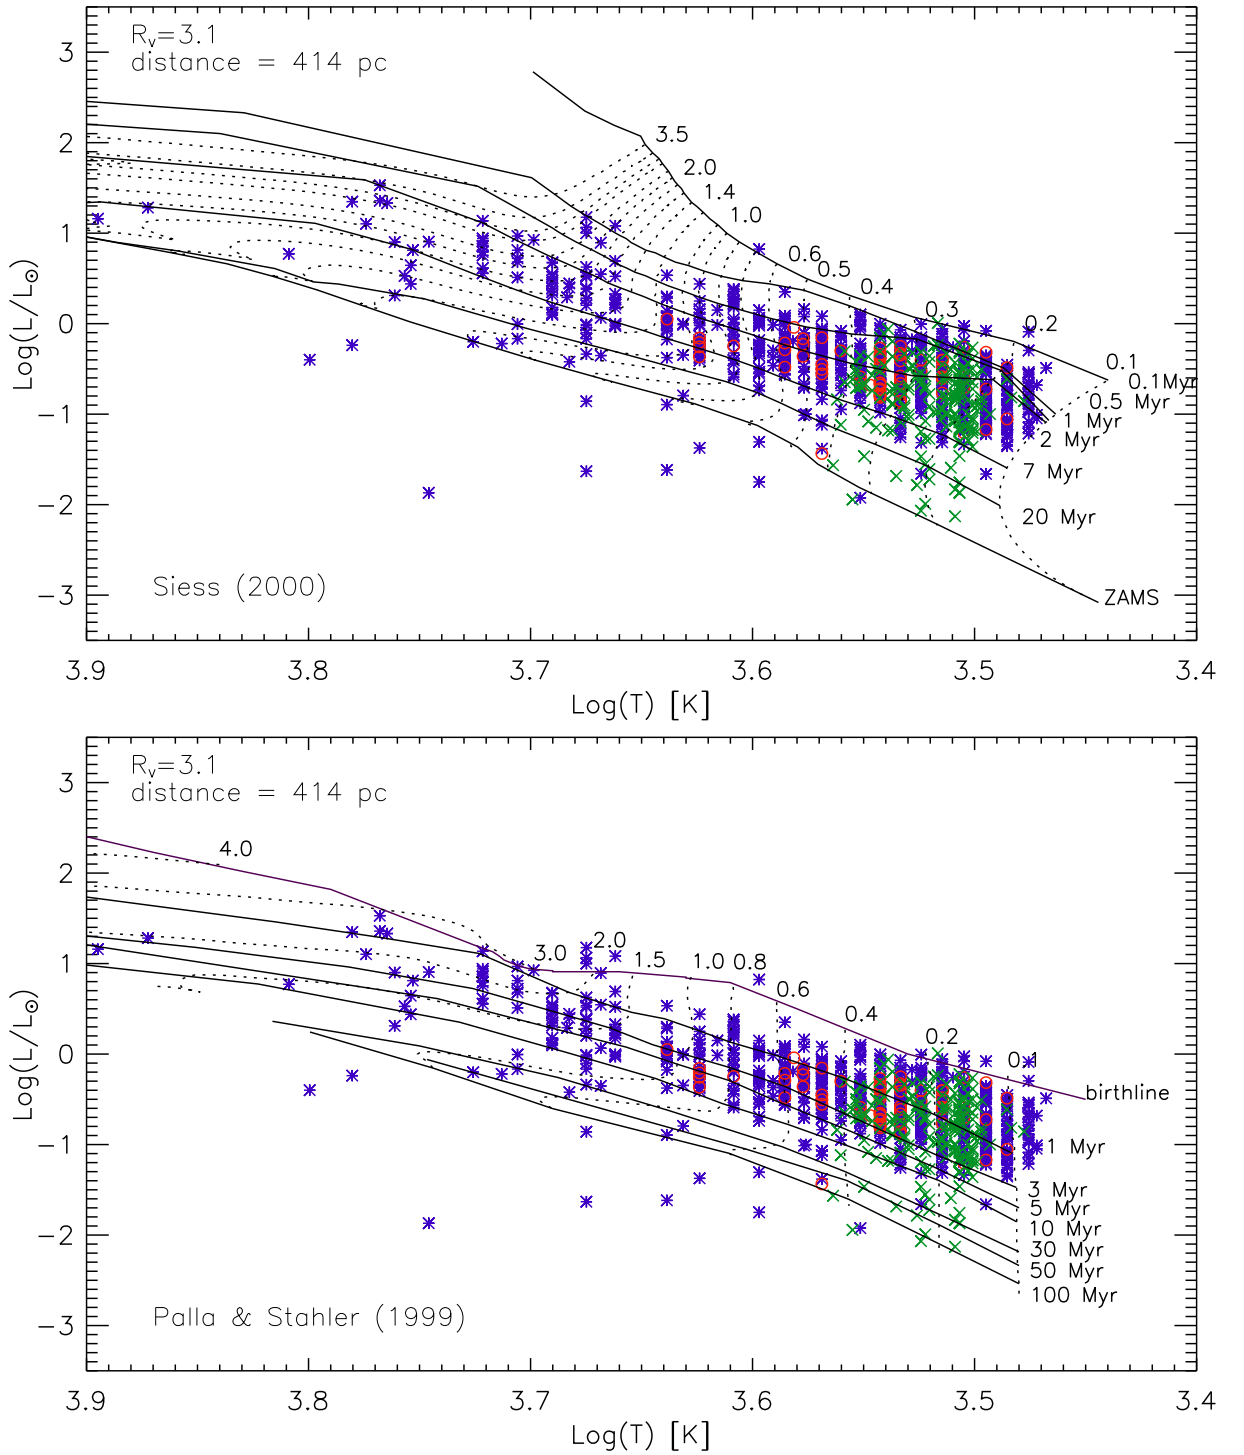 R_v=3.1
distance = 414 pc
3.5
2.0
1.4
1.0
0.6
0.5
0.4
0.3
0.2
0.1
0.1Myr
0.5 Myr
1 Myr
2 Myr
7 Myr
20 Myr
ZAMS
Siess (2000)
3
2
1
0
−1
−2
−3
Log(L/L⊙)
3.9 3.8 3.7 3.6 3.5 3.4
Log(T) [K]
R_v=3.1
distance = 414 pc
4.0
3.0
2.0
1.5
1.0
0.8
0.6
0.4
0.2
0.1
birthline
1 Myr
3 Myr
5 Myr
10 Myr
30 Myr
50 Myr
100 Myr
Palla & Stahler (1999)
3
2
1
0
−1
−2
−3
Log(L/L⊙)
3.9 3.8 3.7 3.6 3.5 3.4
Log(T) [K]